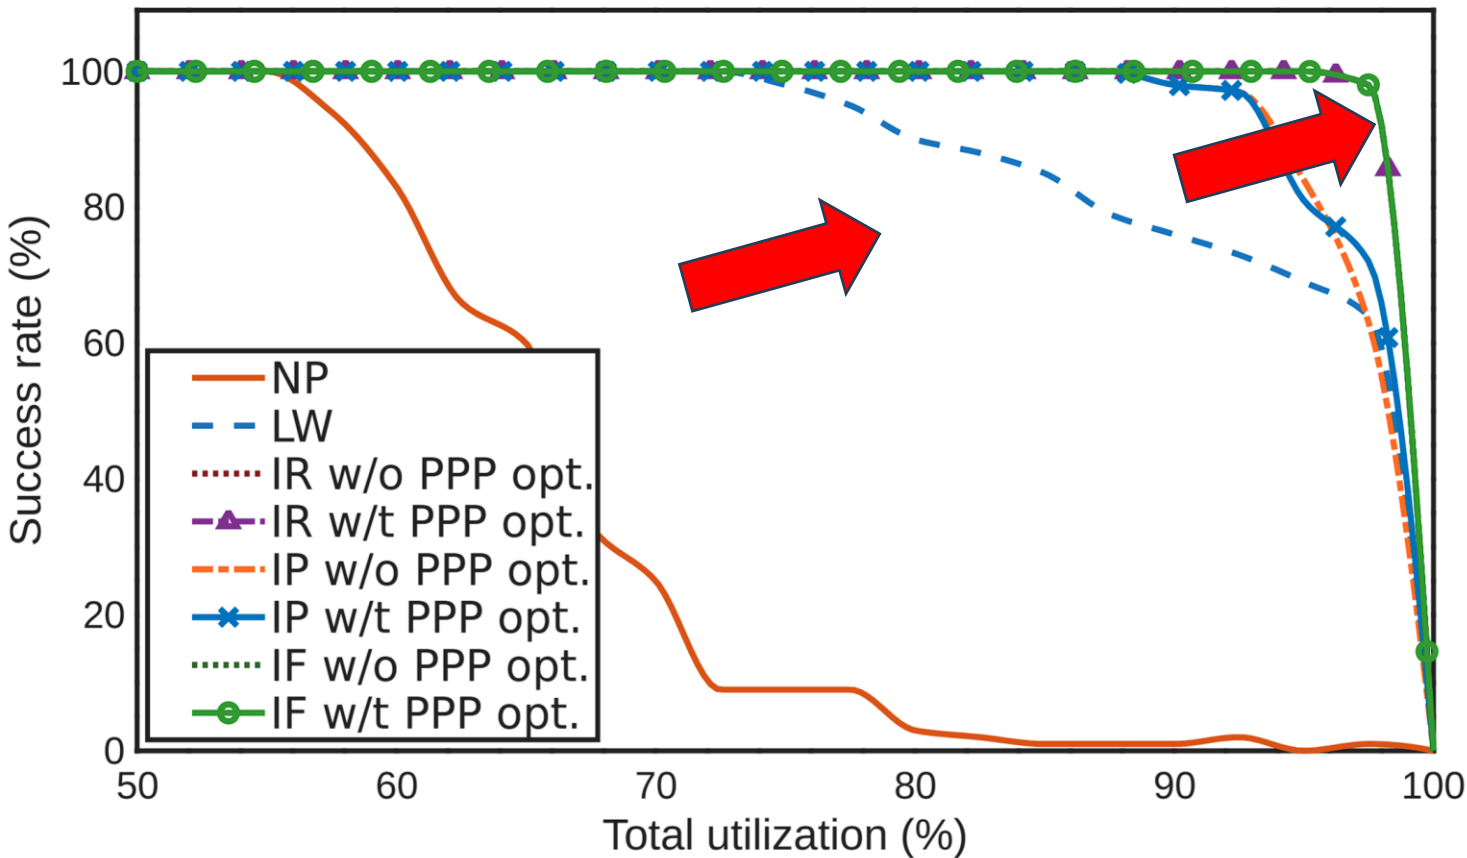 Success rate (%)
100
80
60
40
20
0
NP
LW
IR w/o PPP opt.
IR w/t PPP opt.
IP w/o PPP opt.
IP w/t PPP opt.
IF w/o PPP opt.
IF w/t PPP opt.
50 60 70 80 90 100
Total utilization (%)